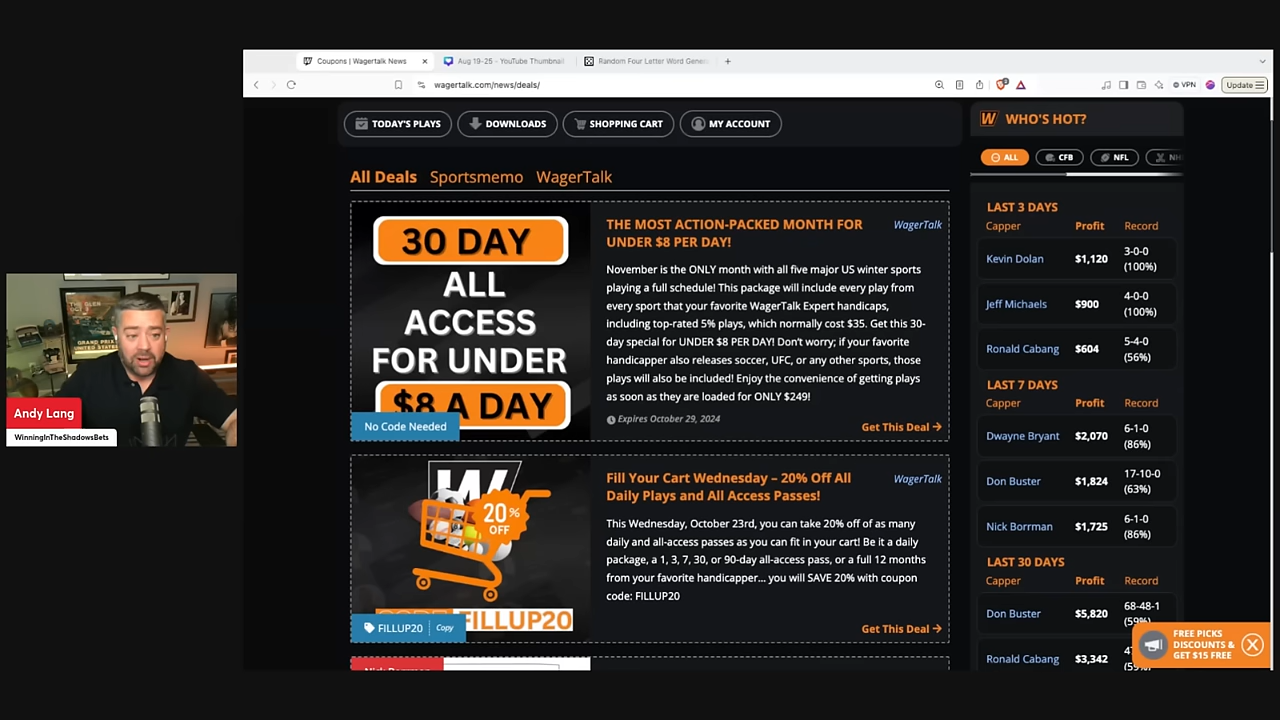 Coupons | Wagertalk News
Aug 19-25 - YouTube Thumbnail
Random Four Letter Word Gener
wagertalk.com/news/deals/
VPN
Update
TODAY'S PLAYS
DOWNLOADS
SHOPPING CART
MY ACCOUNT
All Deals Sportsmemo WagerTalk
30 DAY
ALL
ACCESS
FOR UNDER
$8 A DAY
No Code Needed
THE MOST ACTION-PACKED MONTH FOR
UNDER $8 PER DAY!
WagerTalk
November is the ONLY month with all five major US winter sports
playing a full schedule! This package will include every play from
every sport that your favorite WagerTalk Expert handicaps,
including top-rated 5% plays, which normally cost $35. Get this 30-
day special for UNDER $8 PER DAY! Don't worry; if your favorite
handicapper also releases soccer, UFC, or any other sports, those
plays will also be included! Enjoy the convenience of getting plays
as soon as they are loaded for ONLY $249!
Expires October 29, 2024
Get This Deal →
20% OFF
FILLUP20
FILLUP20 | Copy
Fill Your Cart Wednesday – 20% Off All
Daily Plays and All Access Passes!
WagerTalk
This Wednesday, October 23rd, you can take 20% off of as many
daily and all-access passes as you can fit in your cart! Be it a daily
package, a 1, 3, 7, 30, or 90-day all-access pass, or a full 12 months
from your favorite handicapper... you will SAVE 20% with coupon
code: FILLUP20
Get This Deal →
W WHO'S HOT?
ALL
CFB
NFL
NH
LAST 3 DAYS
Capper Profit Record
Kevin Dolan $1,120 3-0-0
(100%)
Jeff Michaels $900 4-0-0
(100%)
Ronald Cabang $604 5-4-0
(56%)
LAST 7 DAYS
Capper Profit Record
Dwayne Bryant $2,070 6-1-0
(86%)
Don Buster $1,824 17-10-0
(63%)
Nick Borrman $1,725 6-1-0
(86%)
LAST 30 DAYS
Capper Profit Record
Don Buster $5,820 68-48-1
(59%)
Ronald Cabang $3,342
FREE PICKS
DISCOUNTS &
GET $15 FREE
Andy Lang
WinningInTheShadowsBets